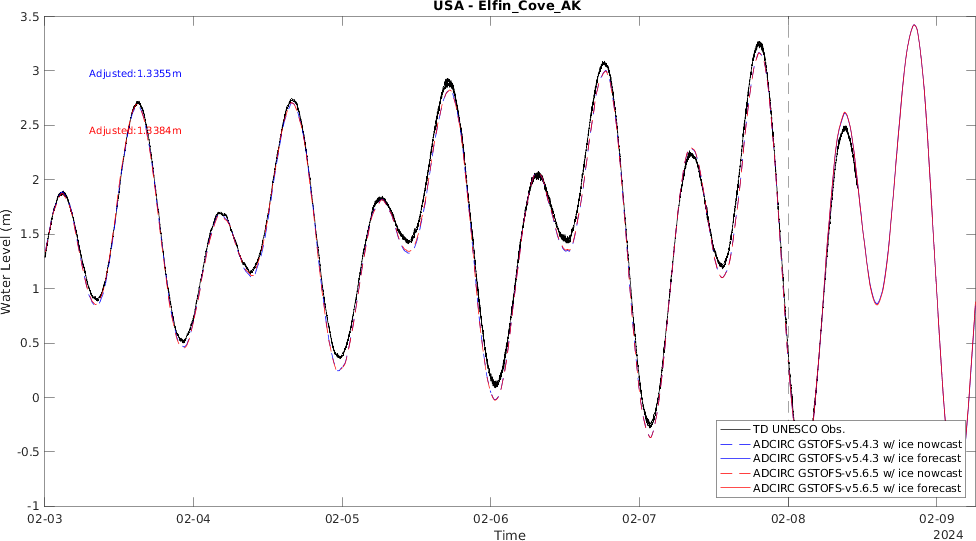 USA - Elfin_Cove_AK
3.5
3
2.5
2
1.5
1
0.5
0
-0.5
-1
Water Level (m)
Adjusted:1.3355m
Adjusted:1.3384m
TD UNESCO Obs.
ADCIRC GSTOFS-v5.4.3 w/ ice nowcast
ADCIRC GSTOFS-v5.4.3 w/ ice forecast
ADCIRC GSTOFS-v5.6.5 w/ ice nowcast
ADCIRC GSTOFS-v5.6.5 w/ ice forecast
02-03 02-04 02-05 02-06 02-07 02-08 02-09
Time
2024